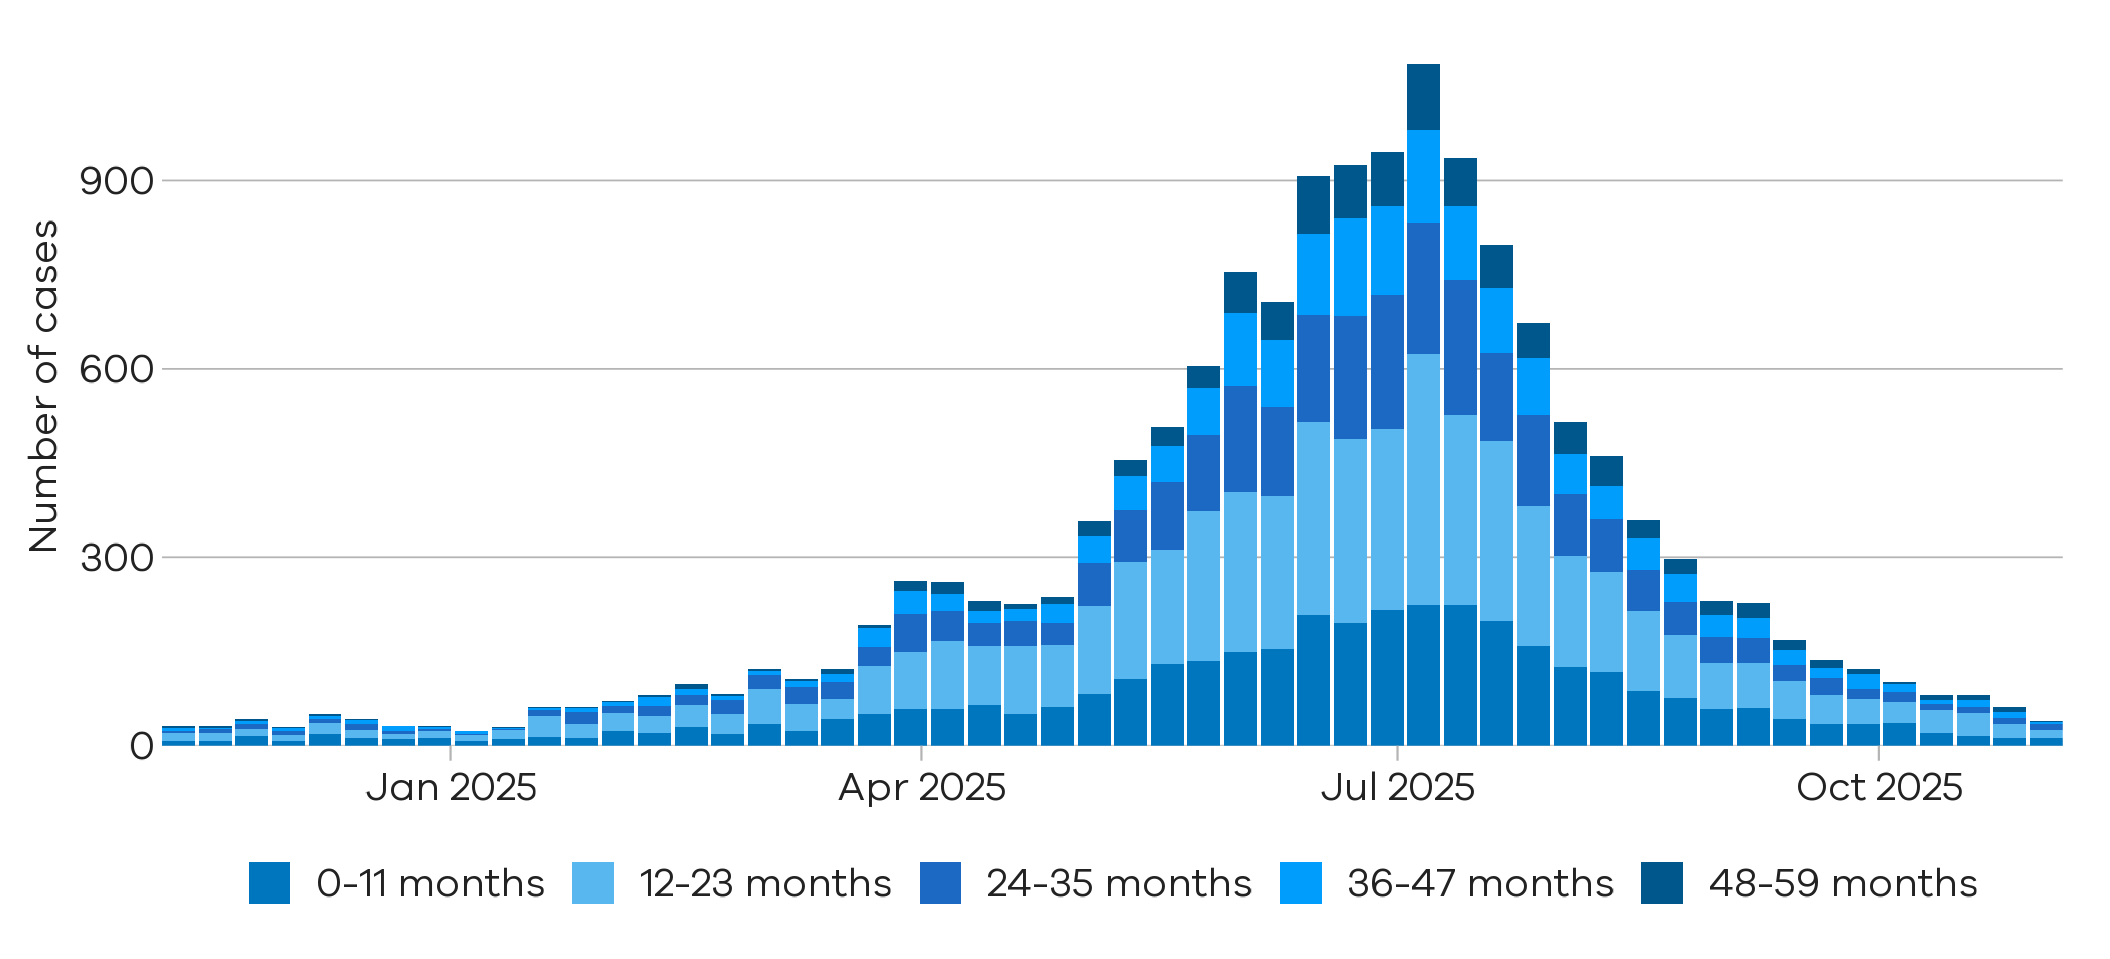 Number of cases
900
600
300
0
Jan 2025 Apr 2025 Jul 2025 Oct 2025
0-11 months 12-23 months 24-35 months 36-47 months 48-59 months